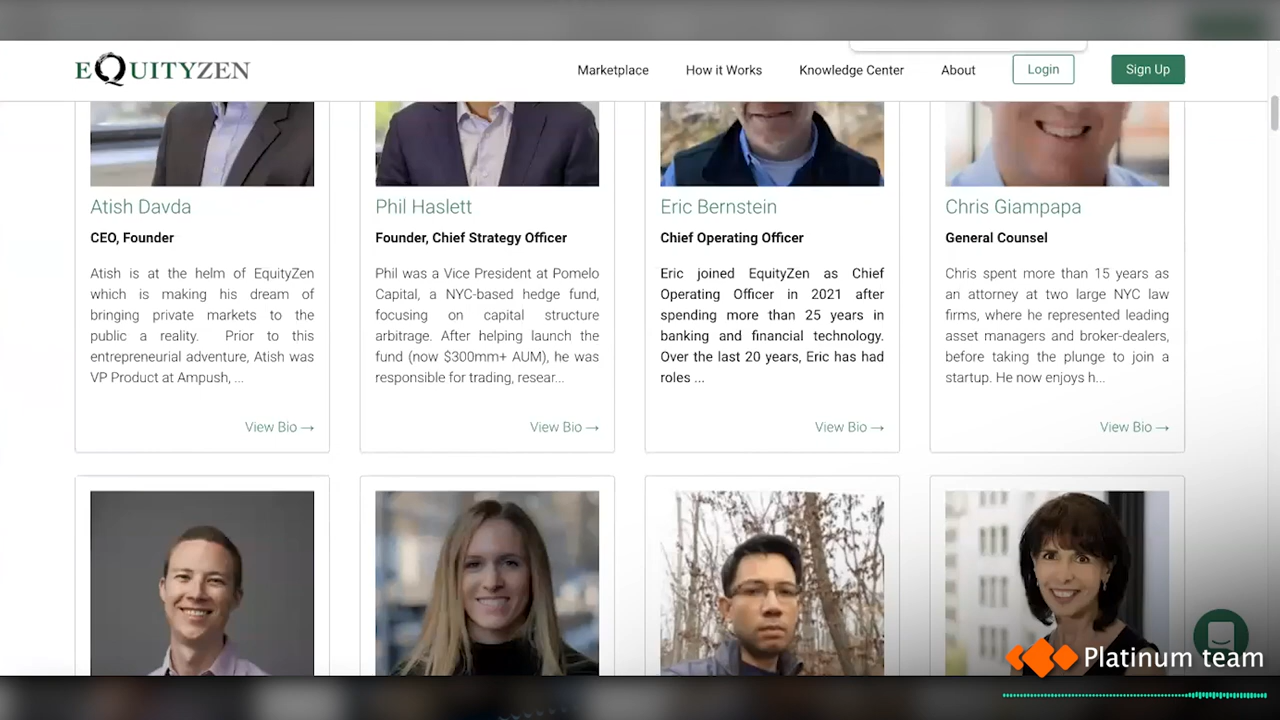 EQUITYZEN
Marketplace
How it Works
Knowledge Center
About
Login
Sign Up
Atish Davda
CEO, Founder
Atish is at the helm of EquityZen
which is making his dream of
bringing private markets to the
public a reality. Prior to this
entrepreneurial adventure, Atish was
VP Product at Ampush, ...
View Bio →
Phil Haslett
Founder, Chief Strategy Officer
Phil was a Vice President at Pomelo
Capital, a NYC-based hedge fund,
focusing on capital structure
arbitrage. After helping launch the
fund (now $300mm+ AUM), he was
responsible for trading, resear...
View Bio →
Eric Bernstein
Chief Operating Officer
Eric joined EquityZen as Chief
Operating Officer in 2021 after
spending more than 25 years in
banking and financial technology.
Over the last 20 years, Eric has had
roles ...
View Bio →
Chris Giampapa
General Counsel
Chris spent more than 15 years as
an attorney at two large NYC law
firms, where he represented leading
asset managers and broker-dealers,
before taking the plunge to join a
startup. He now enjoys h...
View Bio →
Platinum team